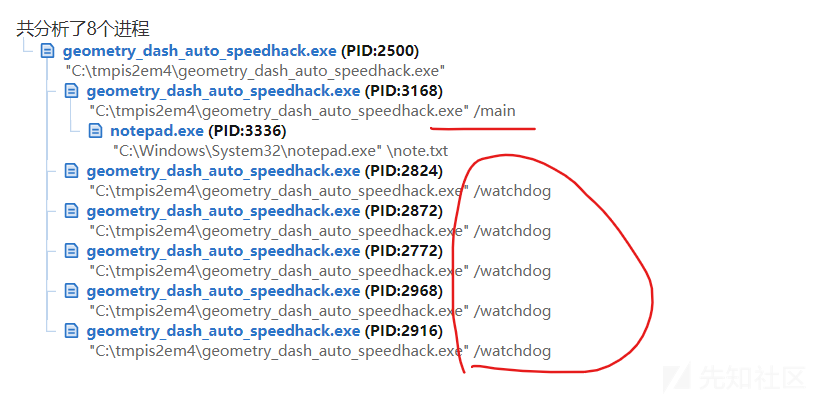 共分析了8个进程
geometry_dash_auto_speedhack.exe (PID:2500)
"C:\tmpis2em4\geometry_dash_auto_speedhack.exe"
geometry_dash_auto_speedhack.exe (PID:3168)
"C:\tmpis2em4\geometry_dash_auto_speedhack.exe" /main
notepad.exe (PID:3336)
"C:\Windows\System32\notepad.exe" \note.txt
geometry_dash_auto_speedhack.exe (PID:2824)
"C:\tmpis2em4\geometry_dash_auto_speedhack.exe" /watchdog
geometry_dash_auto_speedhack.exe (PID:2872)
"C:\tmpis2em4\geometry_dash_auto_speedhack.exe" /watchdog
geometry_dash_auto_speedhack.exe (PID:2772)
"C:\tmpis2em4\geometry_dash_auto_speedhack.exe" /watchdog
geometry_dash_auto_speedhack.exe (PID:2968)
"C:\tmpis2em4\geometry_dash_auto_speedhack.exe" /watchdog
geometry_dash_auto_speedhack.exe (PID:2916)
"C:\tmpis2em4\geometry_dash_auto_speedhack.exe" /watchdog
先知社区